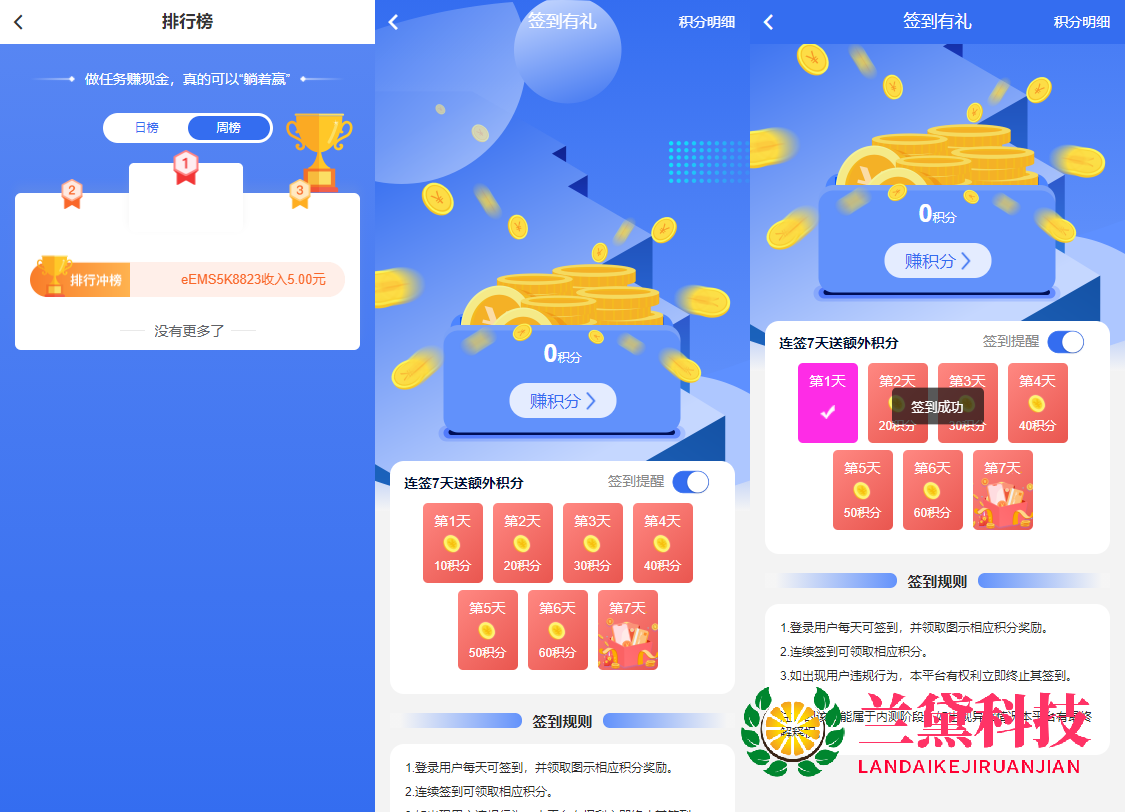 排行榜
做任务赚现金，真的可以“躺着赢”
日榜
周榜
1
2
3
排行冲榜
eEMS5K8823收入5.00元
没有更多了
签到有礼
积分明细
0积分
赚积分
连签7天送额外积分
签到提醒
第1天
第2天
第3天
第4天
10积分
20积分
30积分
40积分
第5天
第6天
第7天
50积分
60积分
签到规则
1.登录用户每天可签到，并领取图示相应积分奖励。
2.连续签到可领取相应积分。
签到有礼
积分明细
0积分
赚积分
连签7天送额外积分
签到提醒
第1天
第2天
第3天
第4天
签到成功
20积分
30积分
40积分
第5天
第6天
第7天
50积分
60积分
签到规则
1.登录用户每天可签到，并领取图示相应积分奖励。
2.连续签到可领取相应积分。
3.如出现用户违规行为，本平台有权利立即终止其签到。
能属于内测阶段
本平台有
兰黛科技
LANDAIKEJIRUANJIAN